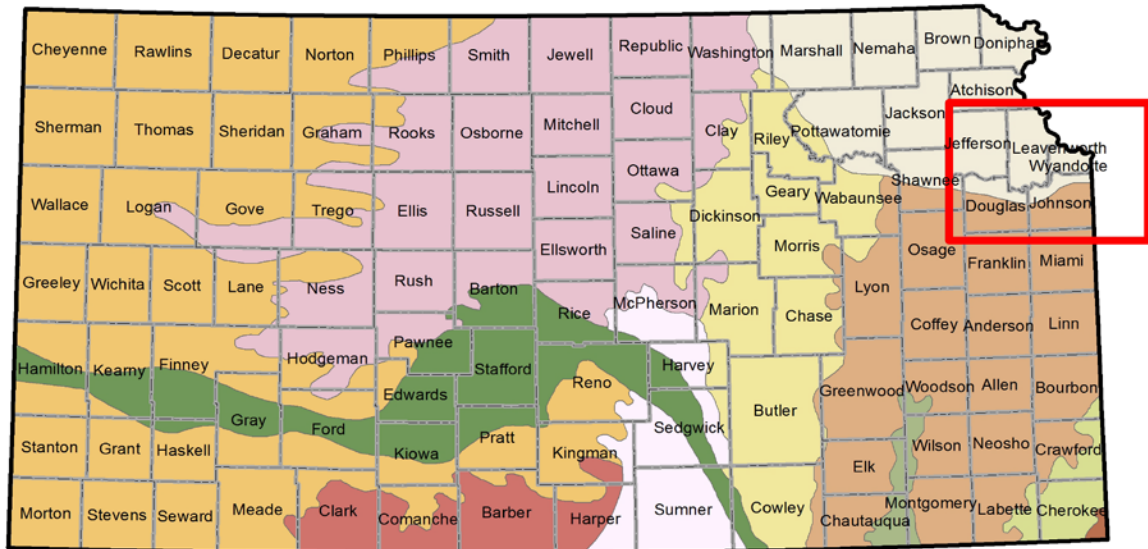 Cheyenne Rawlins Decatur Norton Phillips Smith Jewell Republic Washington Marshall Nemaha Brown Doniphan
Atchison
Sherman Thomas Sheridan Graham Rooks Osborne Mitchell Cloud Clay Riley Pottawatomie Jackson Jefferson Leavenworth
Wyandotte
Lincoln Ottawa
Wallace Logan Gove Trego Ellis Russell Saline Dickinson Geary Wabaunsee Shawnee Douglas Johnson
Ellsworth Morris Osage
Greeley Wichita Scott Lane Ness Rush Barton Rice McPherson Marion Chase Lyon Franklin Miami
Hamilton Kearny Finney Hodgeman Pawnee Stafford Reno Harvey Coffey Anderson Linn
Gray Ford Edwards Sedgwick Butler Greenwood Woodson Allen Bourbon
Stanton Grant Haskell Kiowa Pratt Kingman Elk Wilson Neosho Crawford
Morton Stevens Seward Meade Clark Comanche Barber Harper Sumner Cowley Chautauqua Montgomery Labette Cherokee